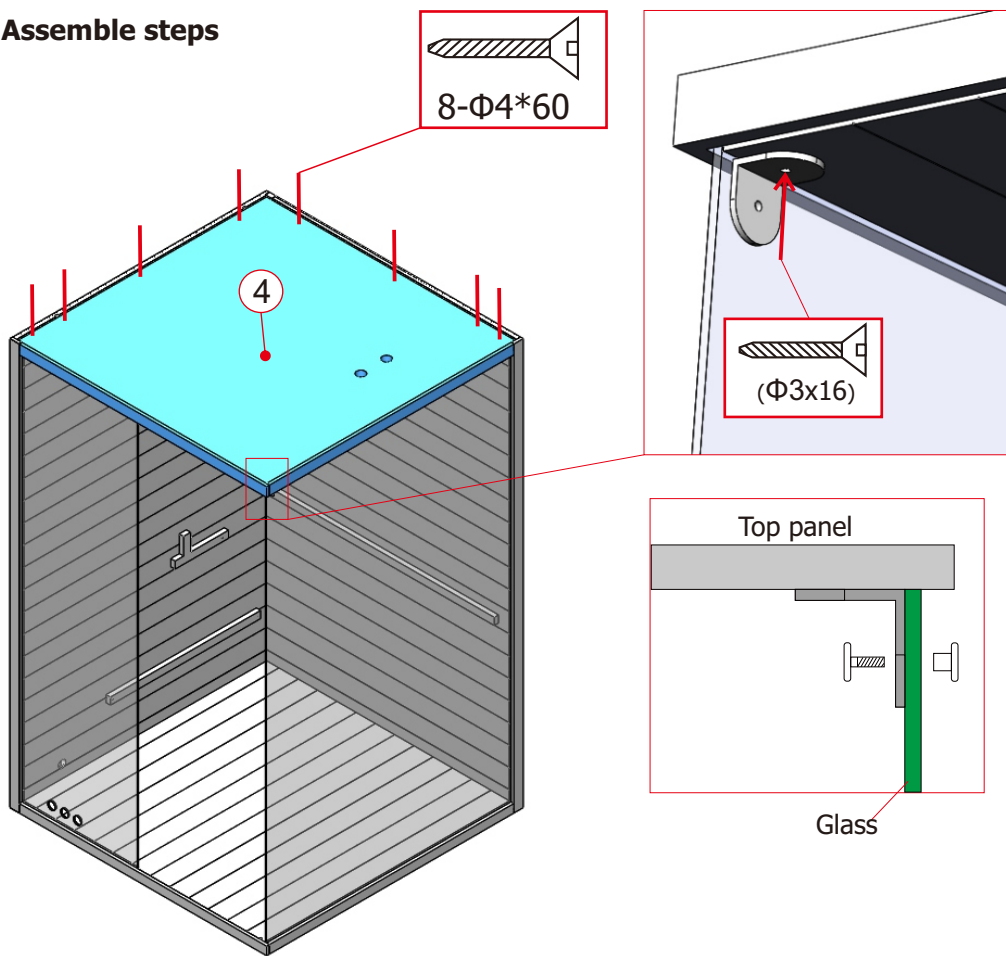 Assemble steps
8-Φ4*60
4
(Φ3x16)
Top panel
Glass